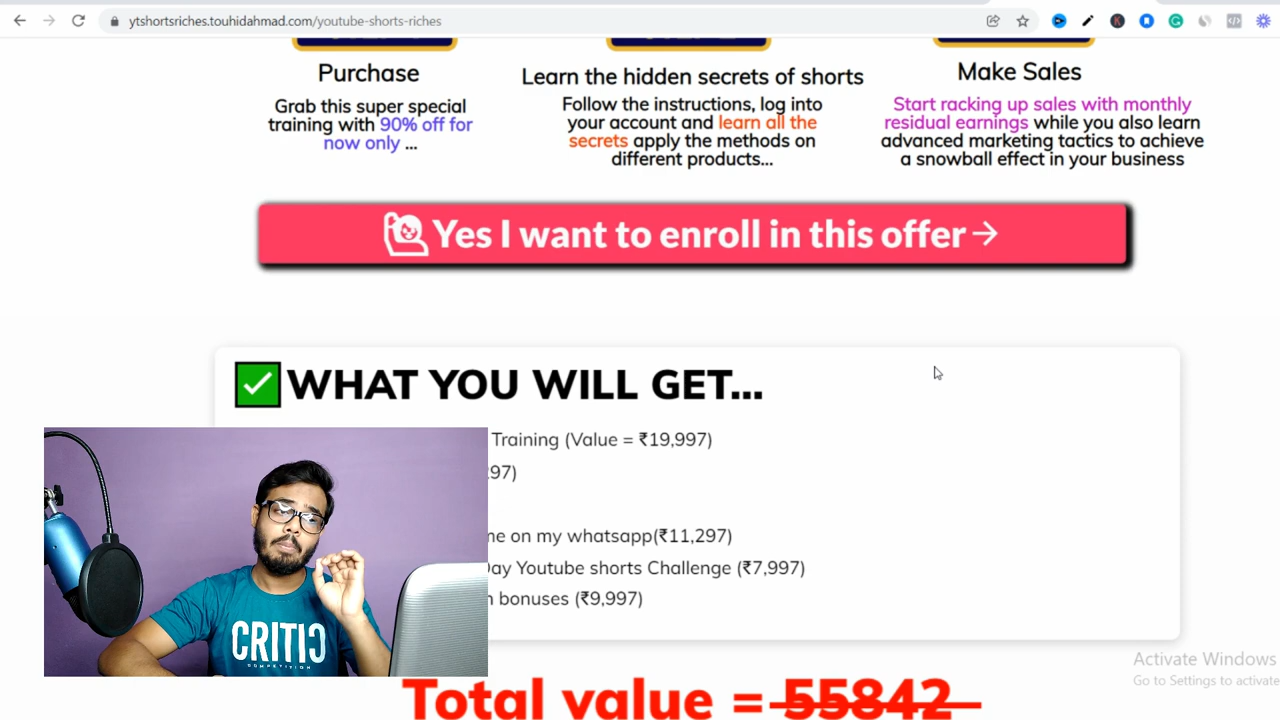 ytshortsriches.touhidahmad.com/youtube-shorts-riches
Purchase
Grab this super special
training with 90% off for
now only ...
Learn the hidden secrets of shorts
Follow the instructions, log into
your account and learn all the
secrets apply the methods on
different products...
Make Sales
Start racking up sales with monthly
residual earnings while you also learn
advanced marketing tactics to achieve
a snowball effect in your business
Yes I want to enroll in this offer→
WHAT YOU WILL GET...
Training (Value = ₹19,997)
97)
me on my whatsapp(₹11,297)
Day Youtube shorts Challenge (₹7,997)
bonuses (₹9,997)
CRITIC
COMPETITION
Activate Windows
Go to Settings to activate
Total value = 55842